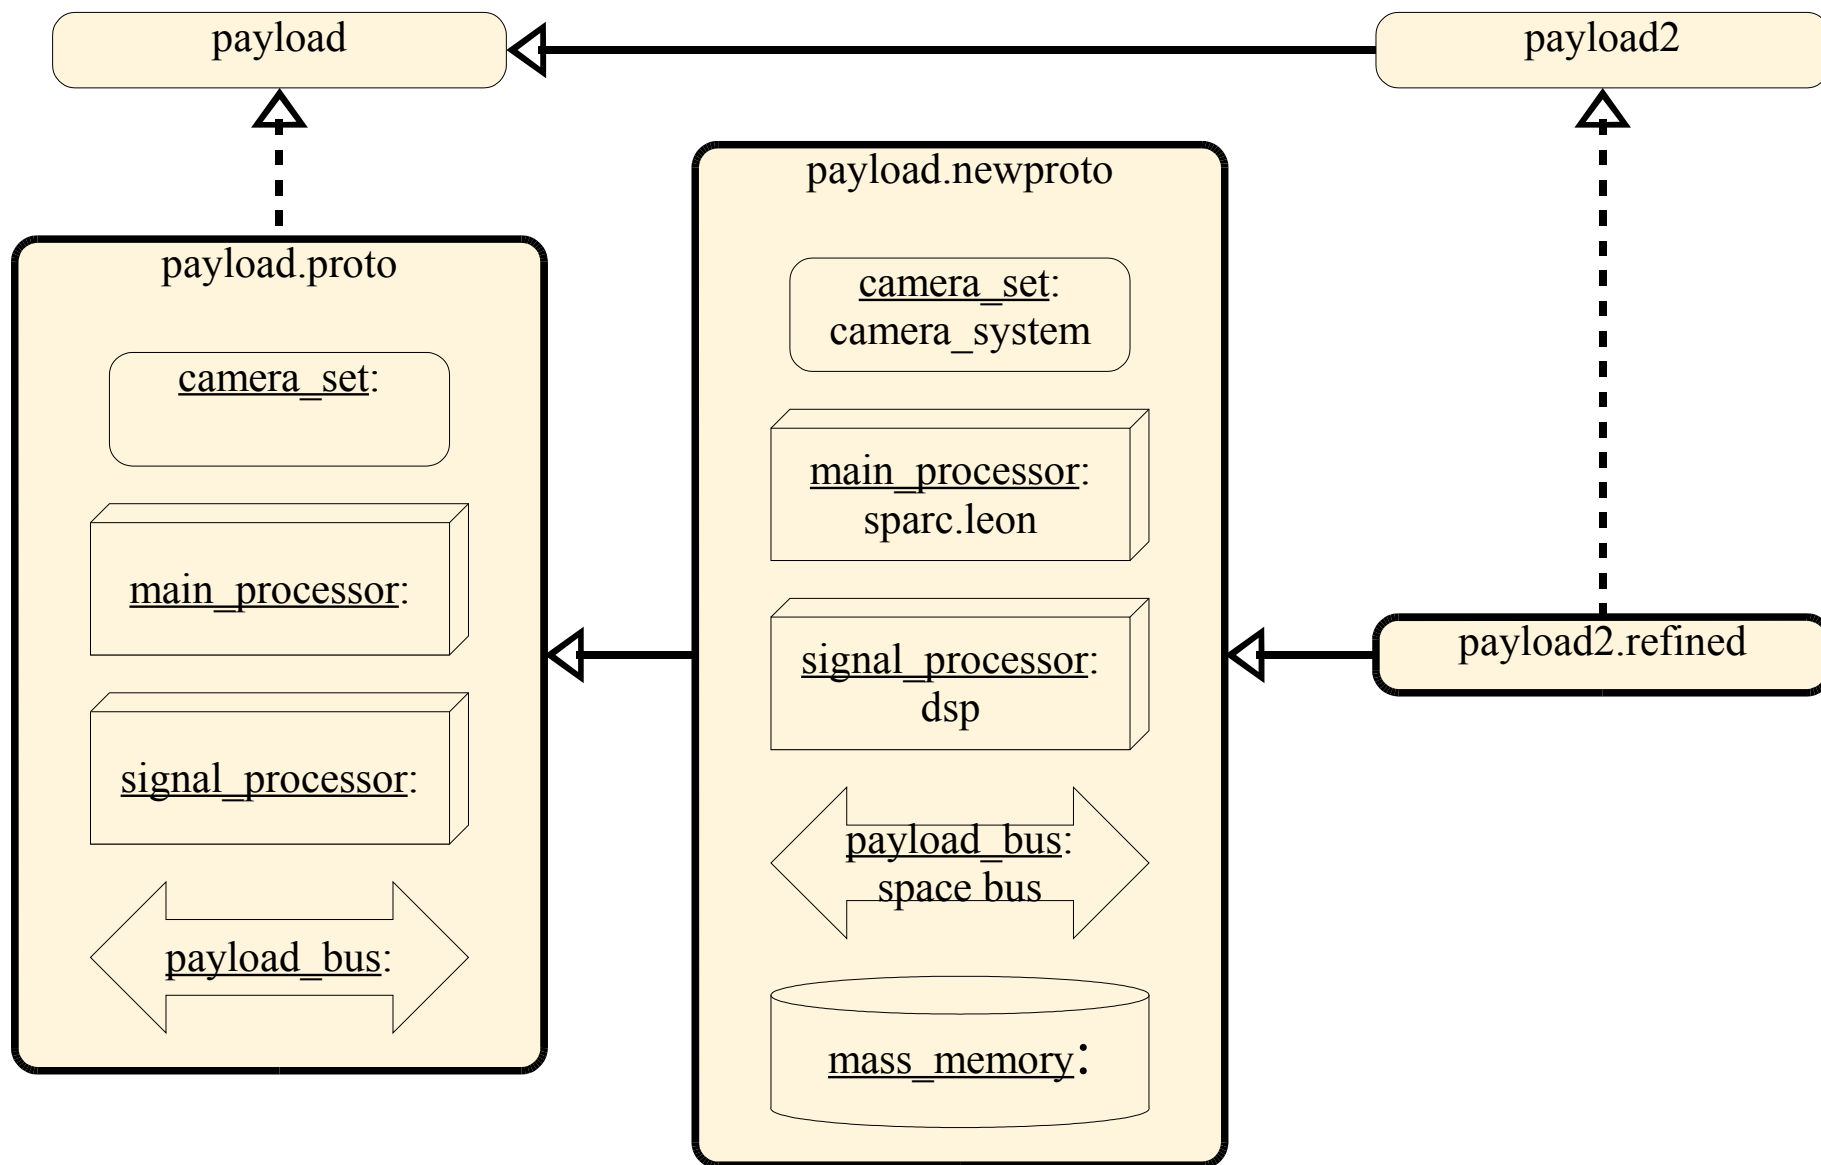 payload
payload2
payload.proto
camera_set:
main_processor:
signal_processor:
payload_bus:
payload.newproto
camera_set:
camera_system
main_processor:
sparc.leon
signal_processor:
dsp
payload_bus:
space bus
mass_memory:
payload2.refined